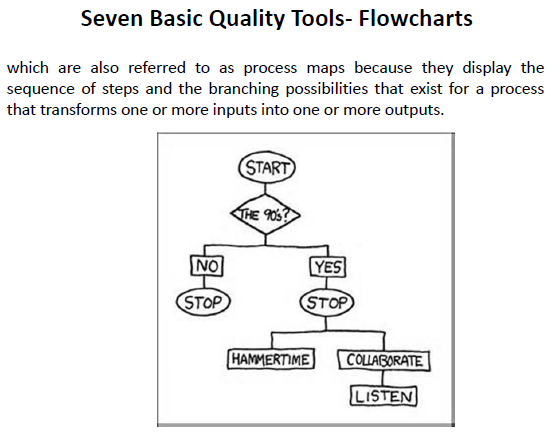 Seven Basic Quality Tools- Flowcharts
which are also referred to as process maps because they display the
sequence of steps and the branching possibilities that exist for a process
that transforms one or more inputs into one or more outputs.
START
THE 90's?
NO
YES
STOP
STOP
HAMMERTIME
COLLABORATE
LISTEN